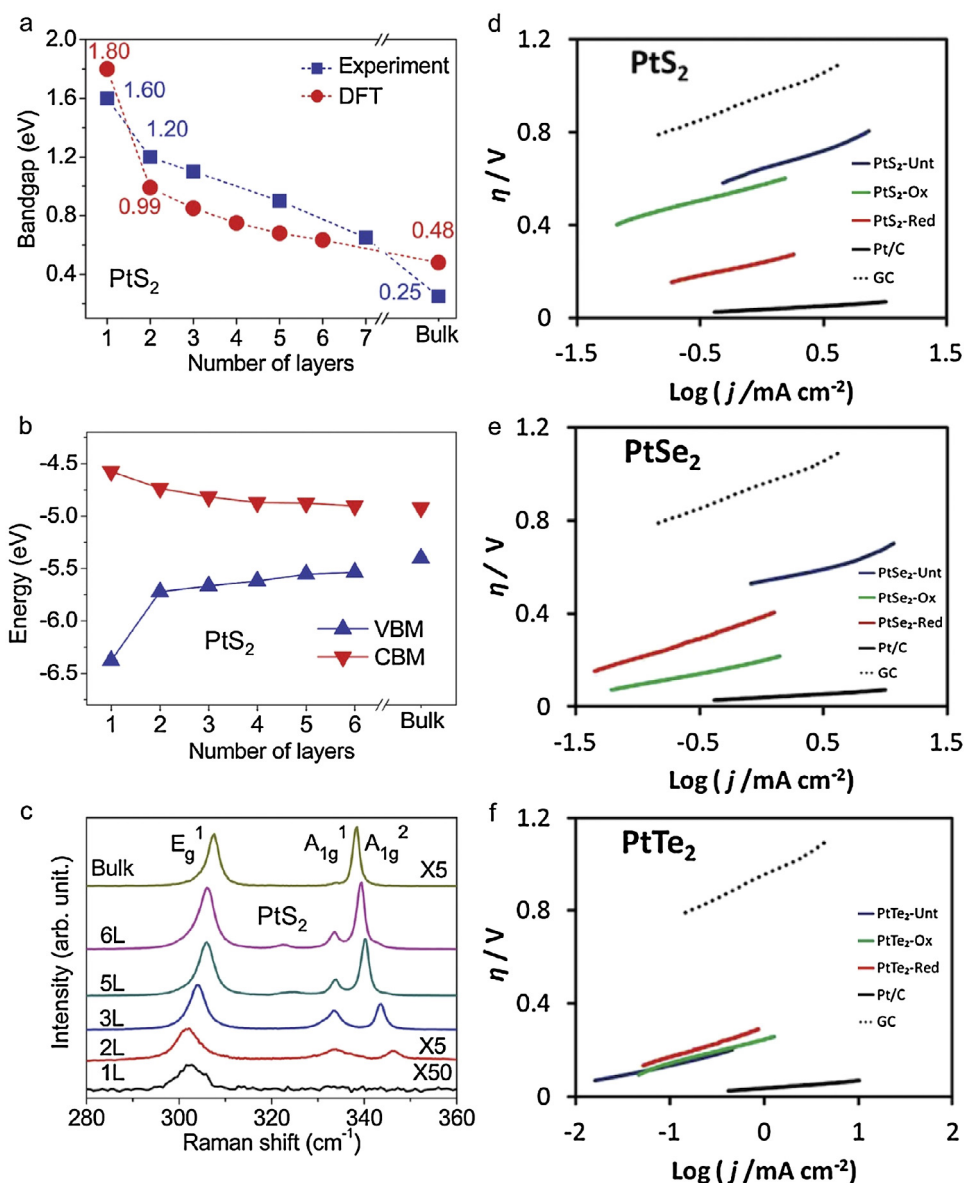 a
2.0
1.6
1.2
0.8
0.4
Bandgap (eV)
1.80
1.60
1.20
0.99
0.48
0.25
Experiment
DFT
PtS₂
1 2 3 4 5 6 7 Bulk
Number of layers
b
-4.5
-5.0
-5.5
-6.0
-6.5
Energy (eV)
PtS₂
VBM
CBM
1 2 3 4 5 6 Bulk
Number of layers
c
Intensity (arb. unit.)
E_g^1
A_1g^1
A_1g^2
Bulk
X5
PtS₂
6L
5L
3L
2L
X5
1L
X50
280 300 320 340 360
Raman shift (cm⁻¹)
d
1.2
0.8
0.4
0
η / V
PtS₂
PtS₂-Unt
PtS₂-Ox
PtS₂-Red
Pt/C
GC
-1.5 -0.5 0.5 1.5
Log (j /mA cm⁻²)
e
1.2
0.8
0.4
0
η / V
PtSe₂
PtSe₂-Unt
PtSe₂-Ox
PtSe₂-Red
Pt/C
GC
-1.5 -0.5 0.5 1.5
Log (j /mA cm⁻²)
f
1.2
0.8
0.4
0
η / V
PtTe₂
PtTe₂-Unt
PtTe₂-Ox
PtTe₂-Red
Pt/C
GC
-2 -1 0 1 2
Log (j /mA cm⁻²)